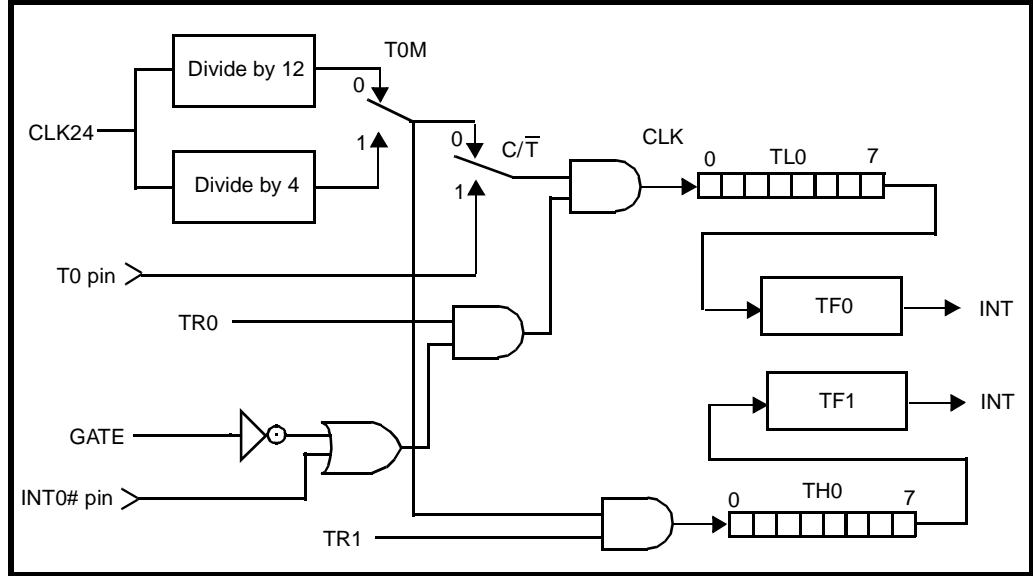 T0M
Divide by 12
0
CLK24
1
0
C/T̅
CLK
0 TL0 7
Divide by 4
1
T0 pin
TR0
TF0
INT
TF1
INT
GATE
INT0# pin
0 TH0 7
TR1